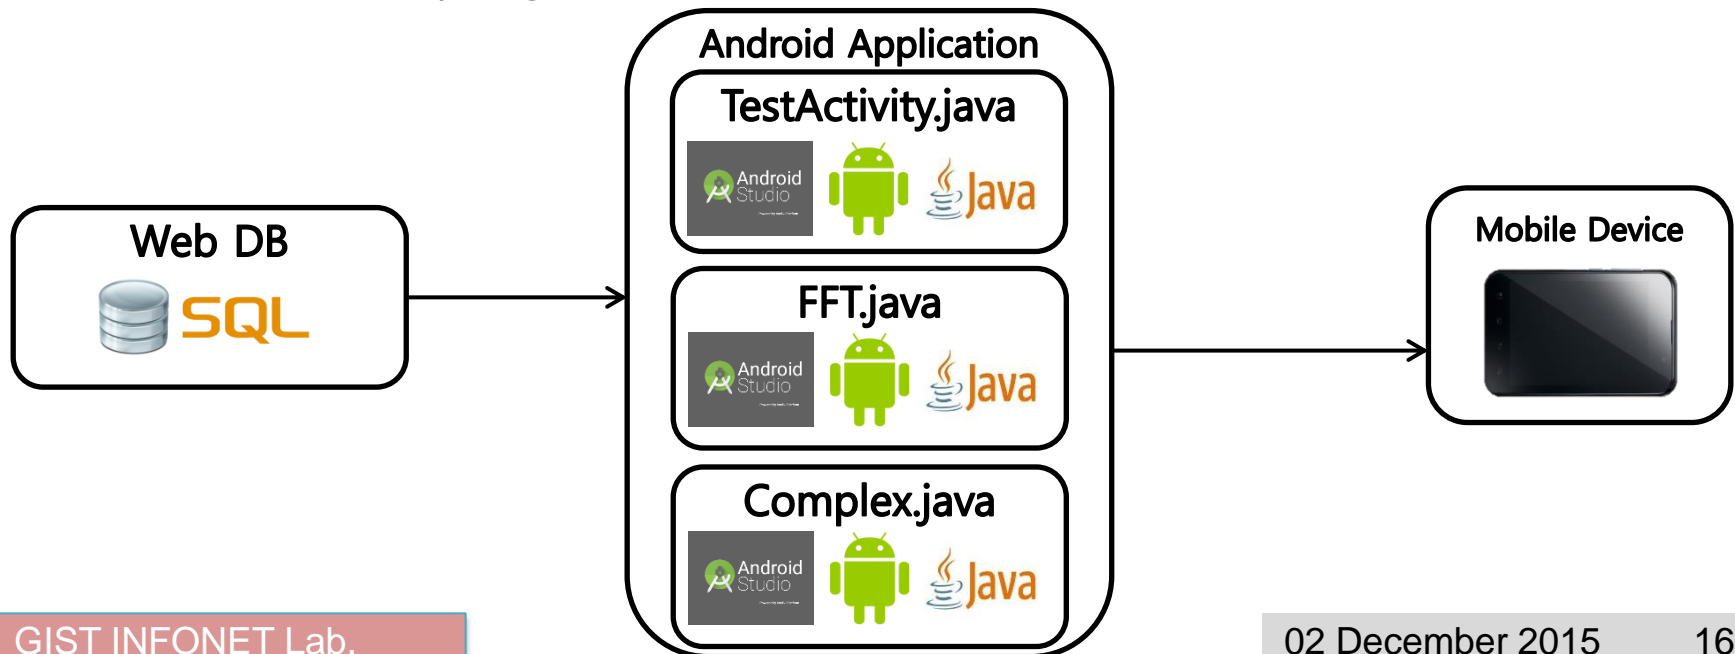 Android Application
TestActivity.java
Android
Studio
Java
Web DB
SQL
FFT.java
Android
Studio
Java
Complex.java
Android
Studio
Java
Mobile Device
GIST INFONET Lab.
02 December 2015
16